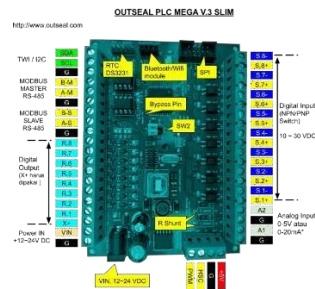 OUTSEAL PLC MEGA V.3 SLIM
http://www.outseal.com
TWI / I2C
SDA
SCL
G
MODBUS MASTER RS-485
B-M
A-M
G
MODBUS SLAVE RS-485
B-S
A-S
G
Digital Output (X+ harus dipakai )
R.8
R.7
R.6
R.5
R.4
R.3
R.2
R.1
X+
Power IN +12~24V DC
VIN
G
RTC DS3231
Bluetooth/Wifi module
SPI
Bypass Pin
SW2
R Shunt
VIN, 12~24 VDC
PWM
HSC
G
+5V
S.8-
S.8+
S.7-
S.7+
S.6-
S.6+
S.5-
S.5+
S.4-
S.4+
S.3-
S.3+
S.2-
S.2+
S.1-
S.1+
A2
G
A1
G
Digital Input (NPN/PNP Switch)
10 ~ 30 VDC
Analog Input
0-5V atau
0-20mA*